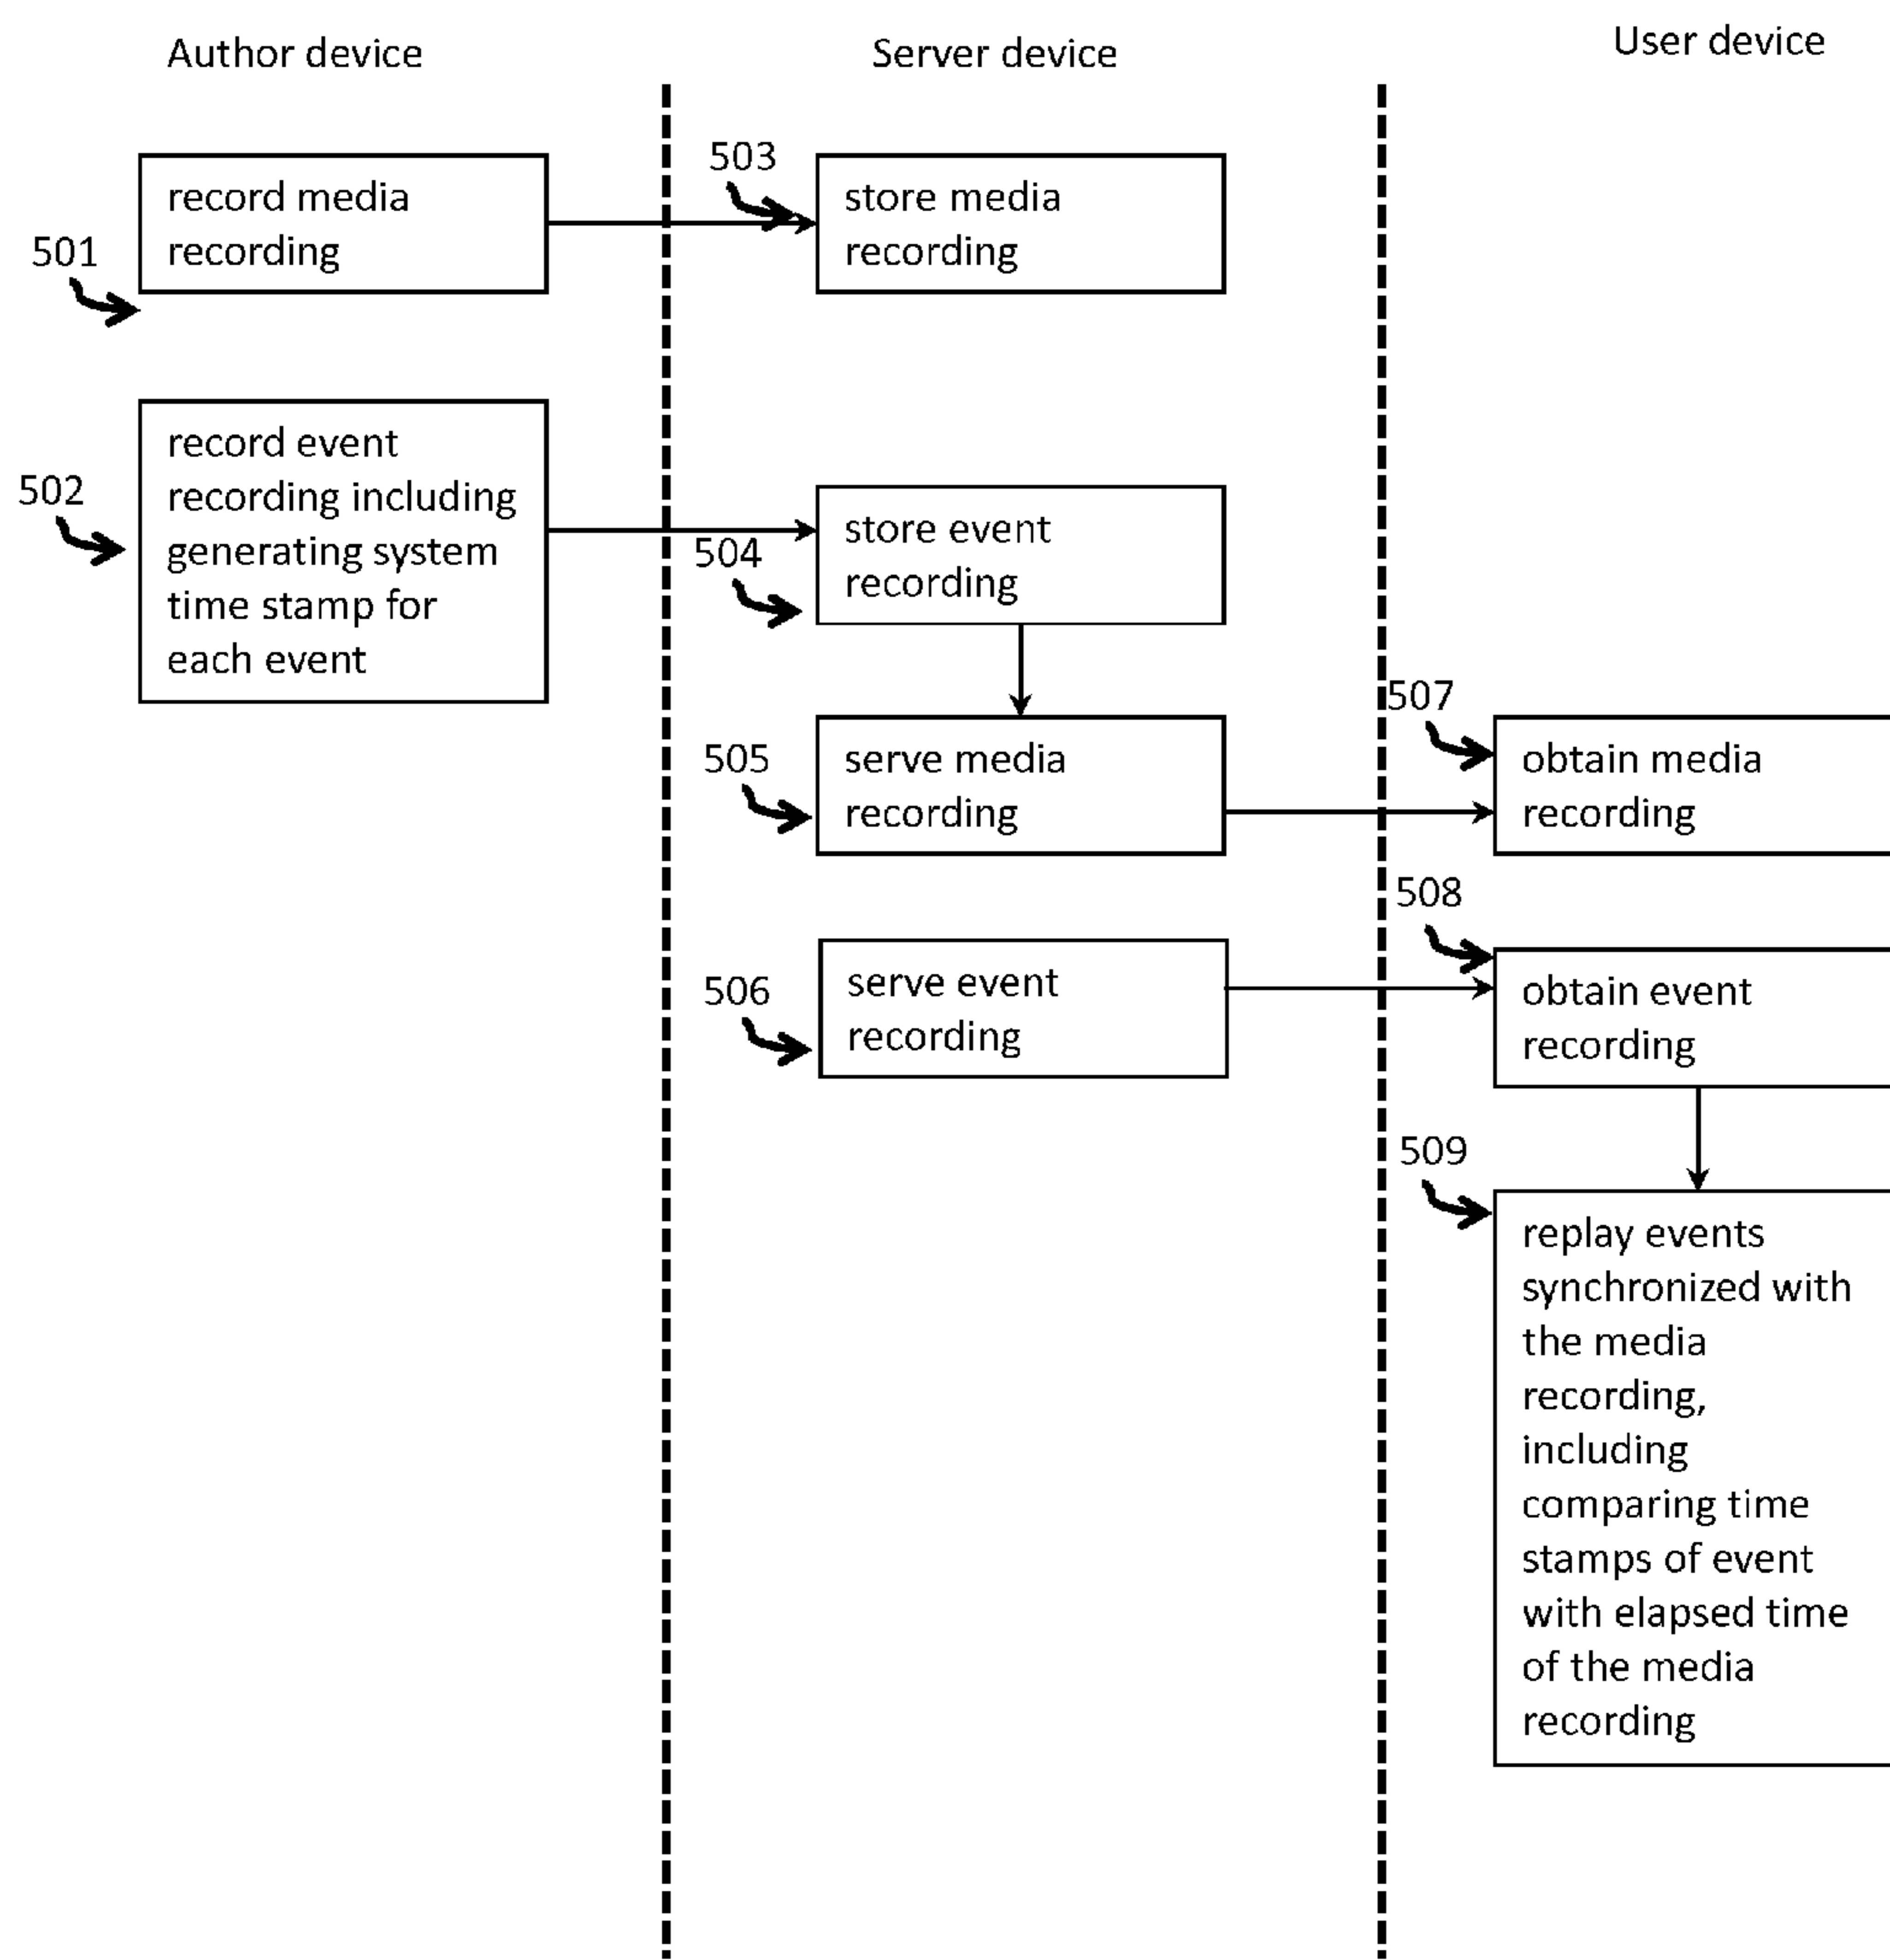 Author device
Server device
User device
503
record media
recording
store media
recording
501
record event
recording including
generating system
time stamp for
each event
502
store event
recording
504
507
505
serve media
recording
obtain media
recording
508
506
serve event
recording
obtain event
recording
509
replay events
synchronized with
the media
recording,
including
comparing time
stamps of event
with elapsed time
of the media
recording